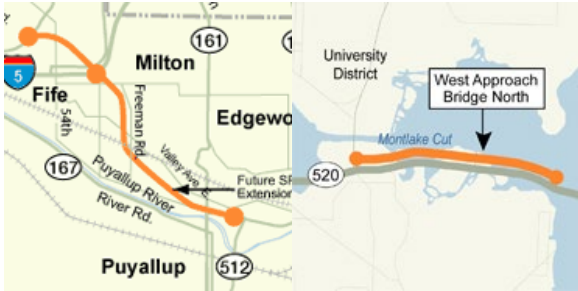 161
Milton
5
Fife
54th
Freeman Rd.
Edgewo
Valley Ave. E.
167
Puyallup River
River Rd.
Future SR
Extension
Puyallup
512
University
District
West Approach
Bridge North
Montlake Cut
520